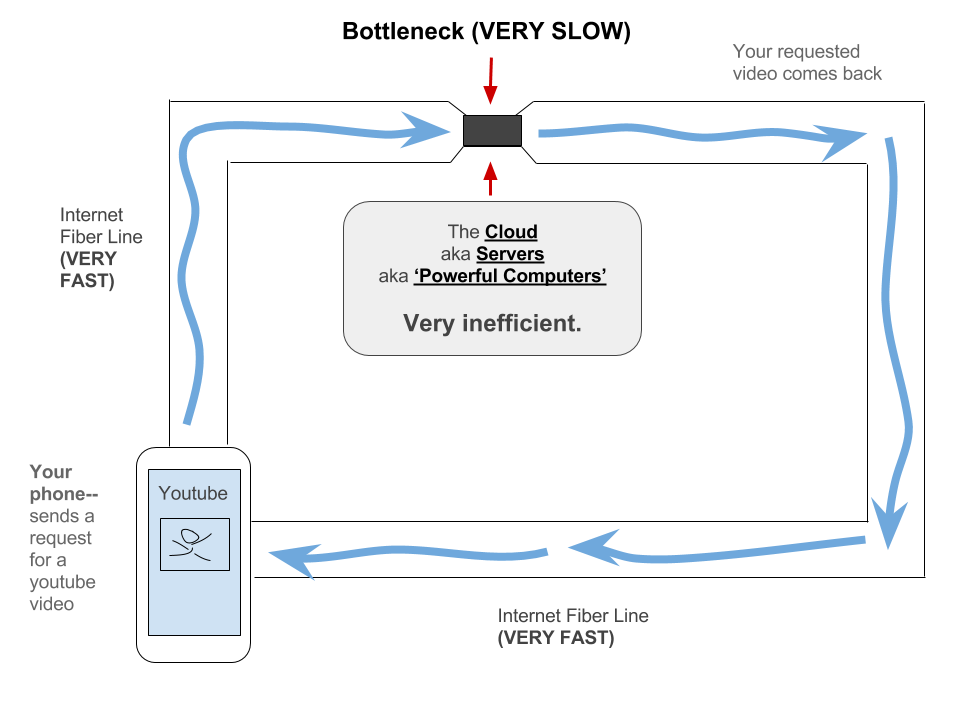 Bottleneck (VERY SLOW)
Your requested
video comes back
Internet
Fiber Line
(VERY
FAST)
The Cloud
aka Servers
aka ‘Powerful Computers’
Very inefficient.
Your
phone--
sends a
request
for a
youtube
video
Youtube
Internet Fiber Line
(VERY FAST)